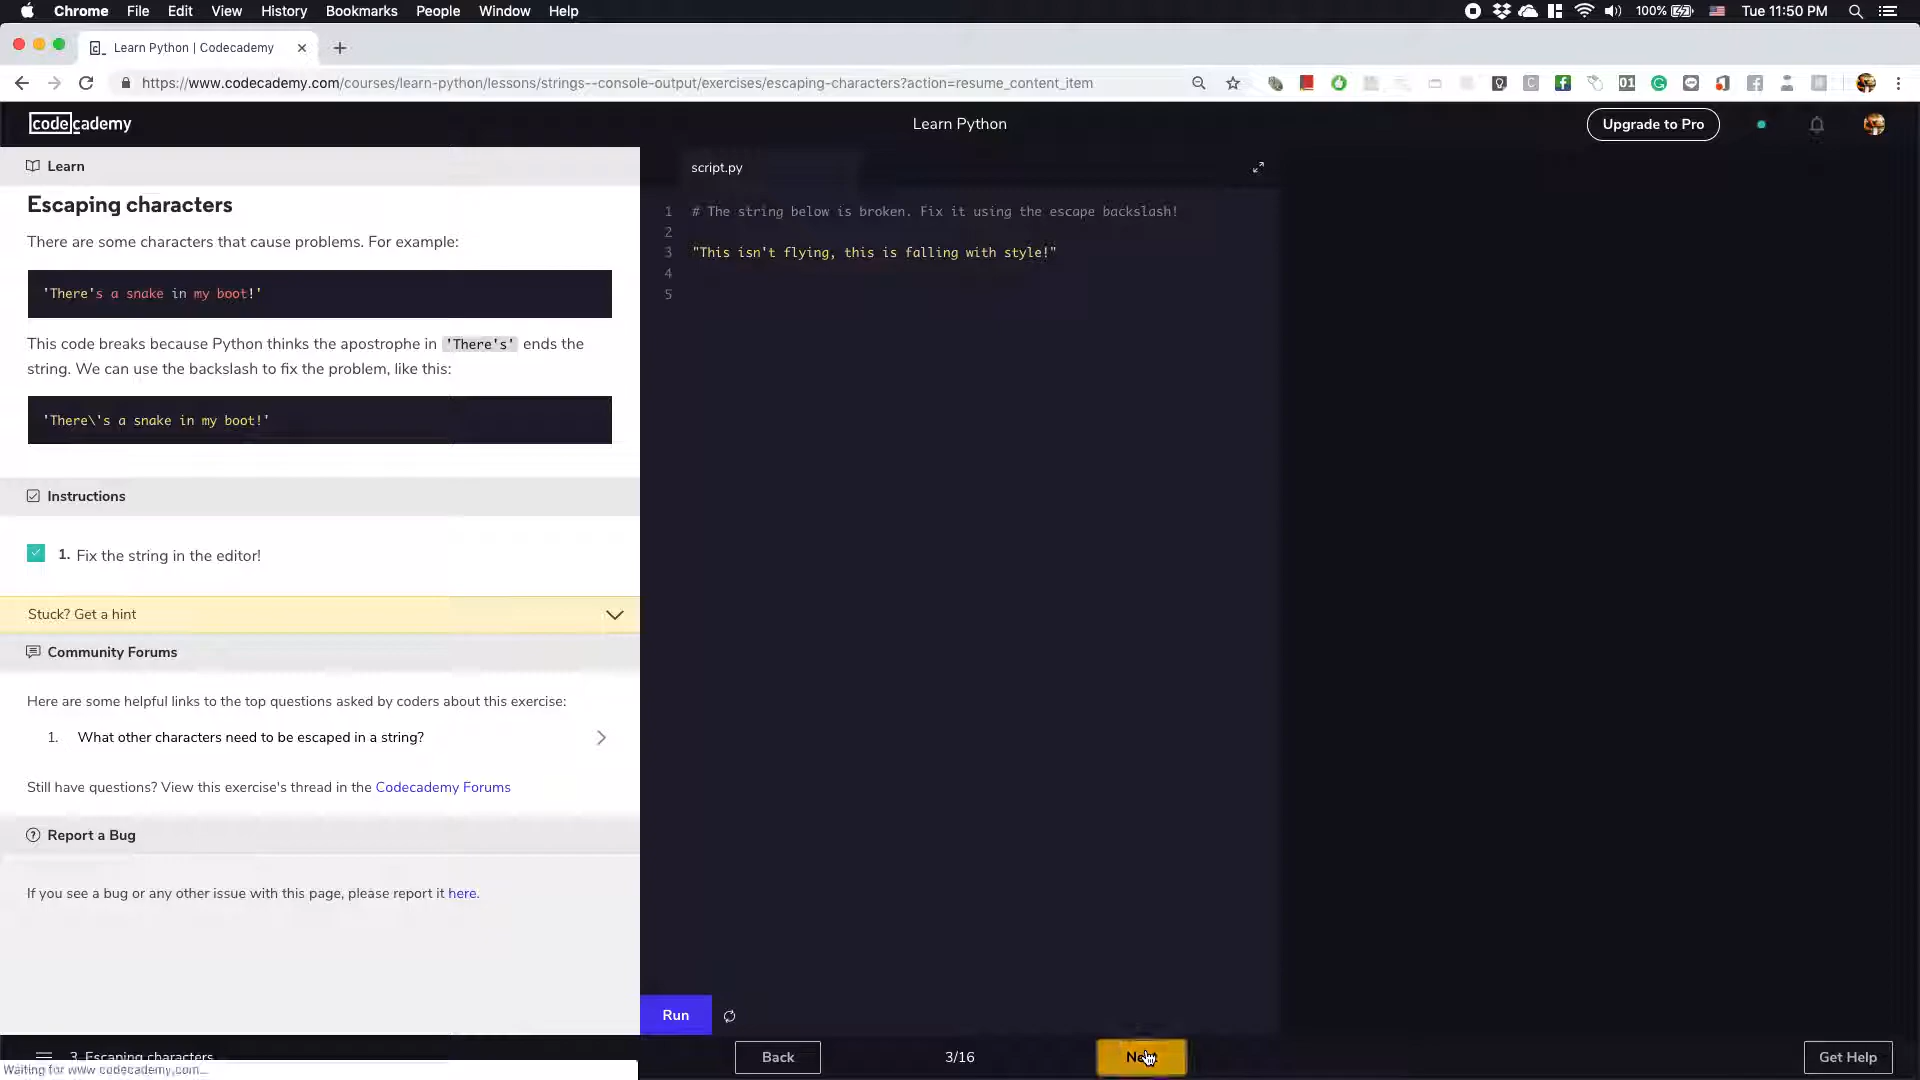 Chrome File Edit View History Bookmarks People Window Help 100% Tue 11:50 PM
Learn Python | Codecademy
https://www.codecademy.com/courses/learn-python/lessons/strings--console-output/exercises/escaping-characters?action=resume_content_item
codecademy
Learn Python
Upgrade to Pro
Learn
Escaping characters
There are some characters that cause problems. For example:
'There's a snake in my boot!'
This code breaks because Python thinks the apostrophe in 'There's' ends the
string. We can use the backslash to fix the problem, like this:
'There\'s a snake in my boot!'
Instructions
1. Fix the string in the editor!
Stuck? Get a hint
Community Forums
Here are some helpful links to the top questions asked by coders about this exercise:
1. What other characters need to be escaped in a string?
Still have questions? View this exercise's thread in the Codecademy Forums
Report a Bug
If you see a bug or any other issue with this page, please report it here.
script.py
1 # The string below is broken. Fix it using the escape backslash!
2
3 "This isn't flying, this is falling with style!"
4
5
Run
3. Escaping characters
Waiting for www.codecademy.com...
Back
3/16
Get Help